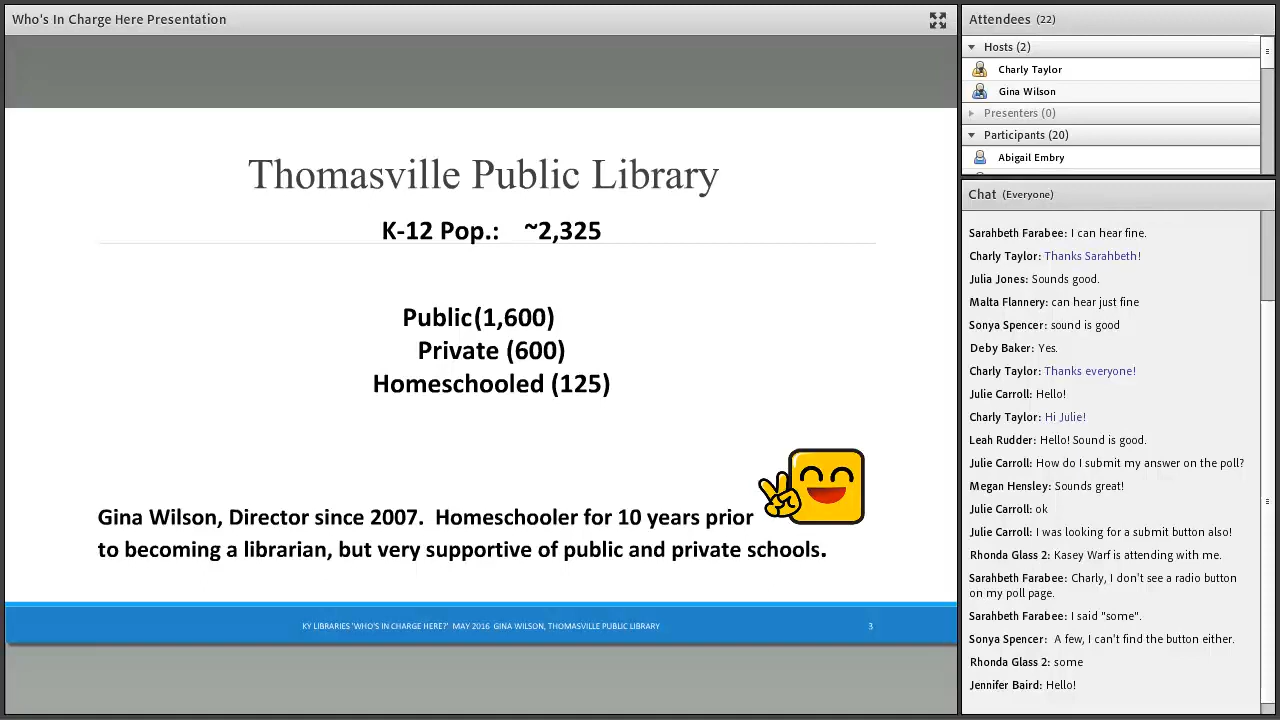 Who's In Charge Here Presentation
Thomasville Public Library
K-12 Pop.: ~2,325
Public(1,600)
Private (600)
Homeschooled (125)
Gina Wilson, Director since 2007. Homeschooler for 10 years prior
to becoming a librarian, but very supportive of public and private schools.
KY LIBRARIES 'WHO'S IN CHARGE HERE?' MAY 2016 GINA WILSON, THOMASVILLE PUBLIC LIBRARY
3
Attendees (22)
Hosts (2)
Charly Taylor
Gina Wilson
Presenters (0)
Participants (20)
Abigail Embry
Chat (Everyone)
Sarahbeth Farabee: I can hear fine.
Charly Taylor: Thanks Sarahbeth!
Julia Jones: Sounds good.
Malta Flannery: can hear just fine
Sonya Spencer: sound is good
Deby Baker: Yes.
Charly Taylor: Thanks everyone!
Julie Carroll: Hello!
Charly Taylor: Hi Julie!
Leah Rudder: Hello! Sound is good.
Julie Carroll: How do I submit my answer on the poll?
Megan Hensley: Sounds great!
Julie Carroll: ok
Julie Carroll: I was looking for a submit button also!
Rhonda Glass 2: Kasey Warf is attending with me.
Sarahbeth Farabee: Charly, I don't see a radio button
on my poll page.
Sarahbeth Farabee: I said "some".
Sonya Spencer: A few, I can't find the button either.
Rhonda Glass 2: some
Jennifer Baird: Hello!